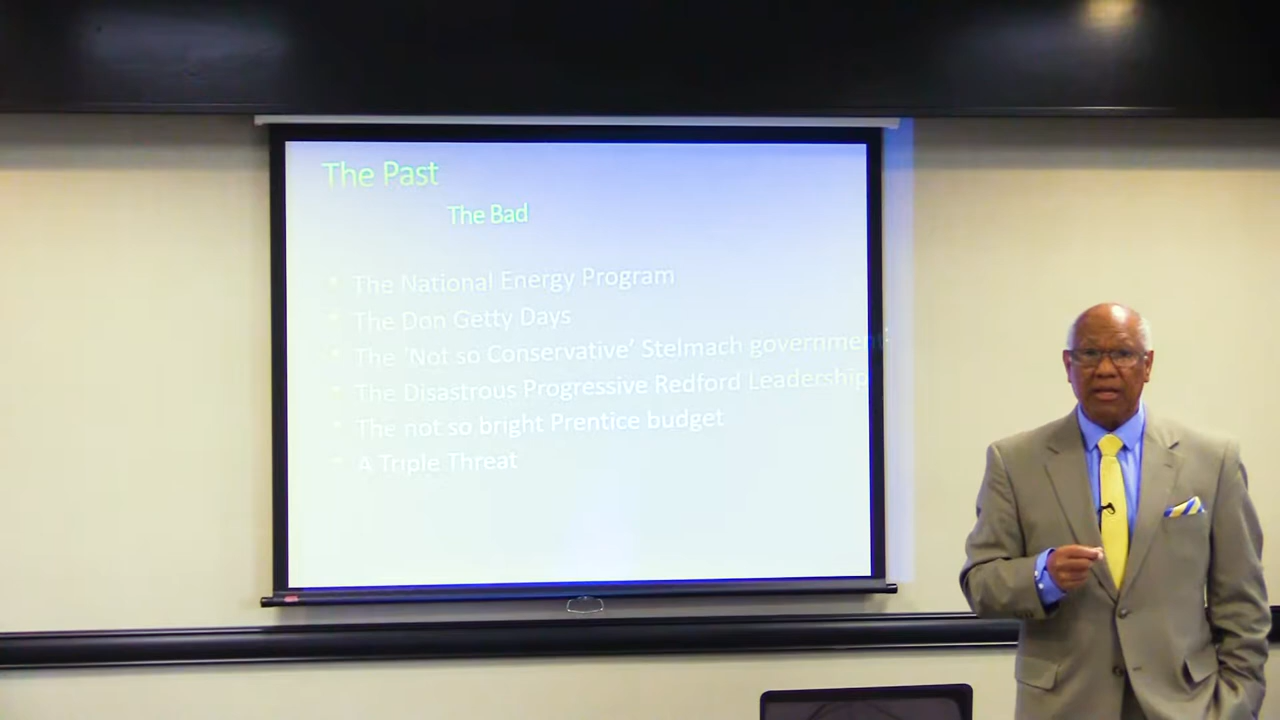 The Past
The Bad
• The National Energy Program
• The Don Getty Days
• The 'Not so Conservative' Stelmach government
• The Disastrous Progressive Redford Leadership
• The not so bright Prentice budget
• A Triple Threat